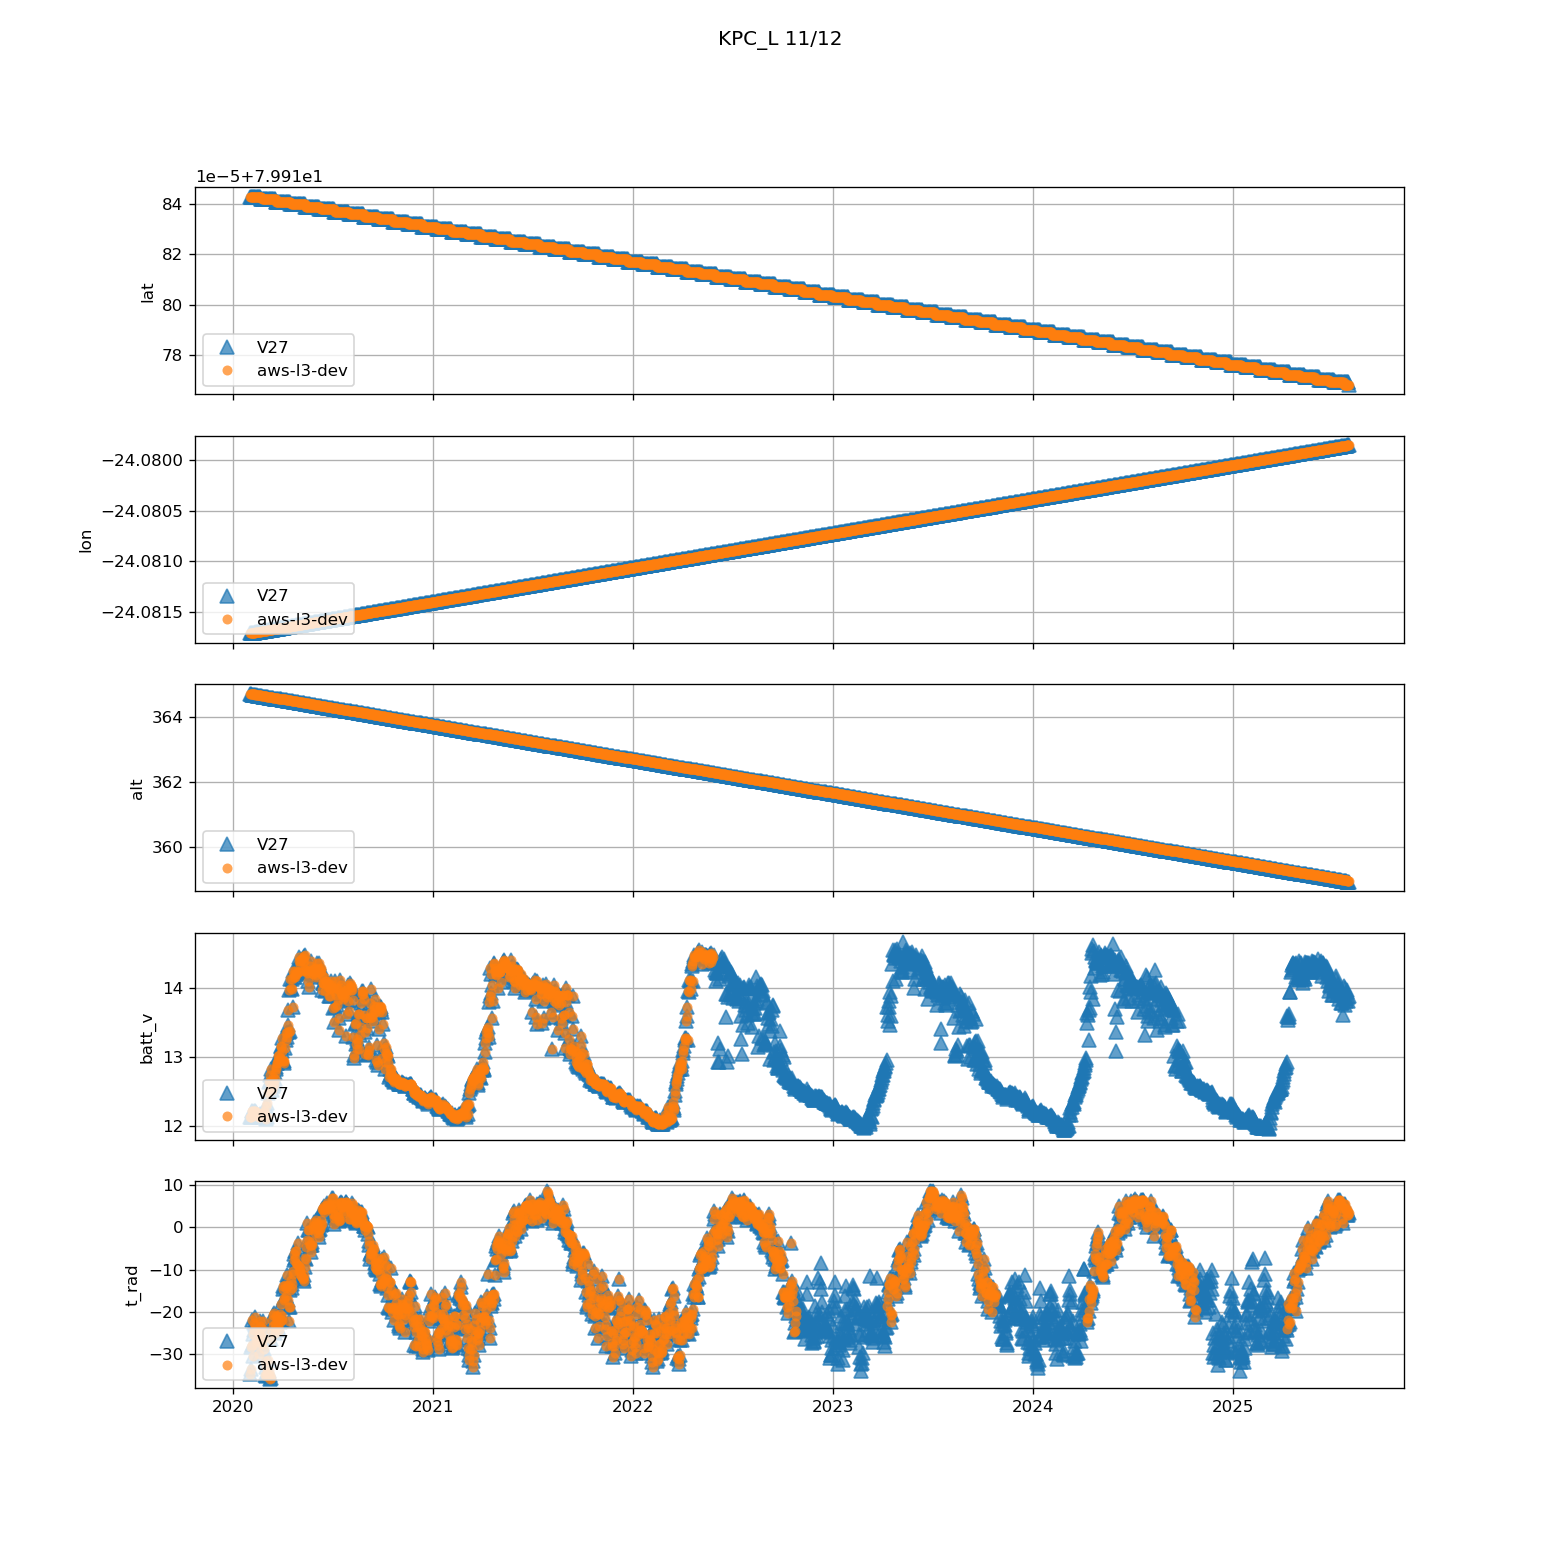 KPC_L 11/12
1e−5+7.991e1
84
82
80
78
lat
V27
aws-l3-dev
−24.0800
−24.0805
−24.0810
−24.0815
lon
V27
aws-l3-dev
364
362
360
alt
V27
aws-l3-dev
14
13
12
batt_v
V27
aws-l3-dev
10
0
−10
−20
−30
t_rad
V27
aws-l3-dev
2020 2021 2022 2023 2024 2025